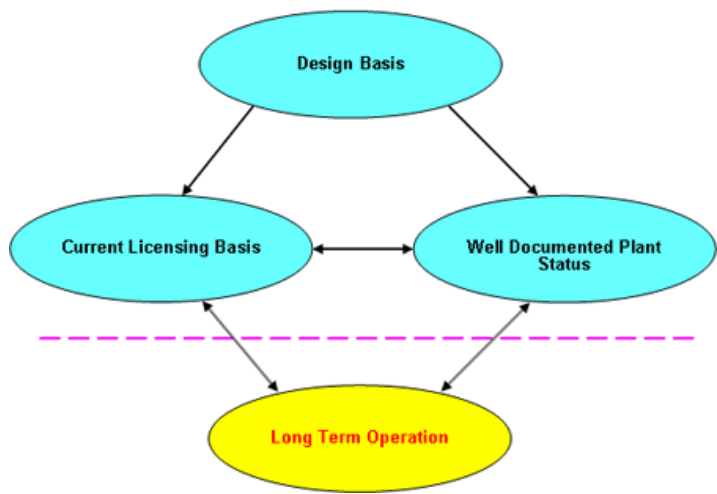 Design Basis
Current Licensing Basis
Well Documented Plant
Status
Long Term Operation